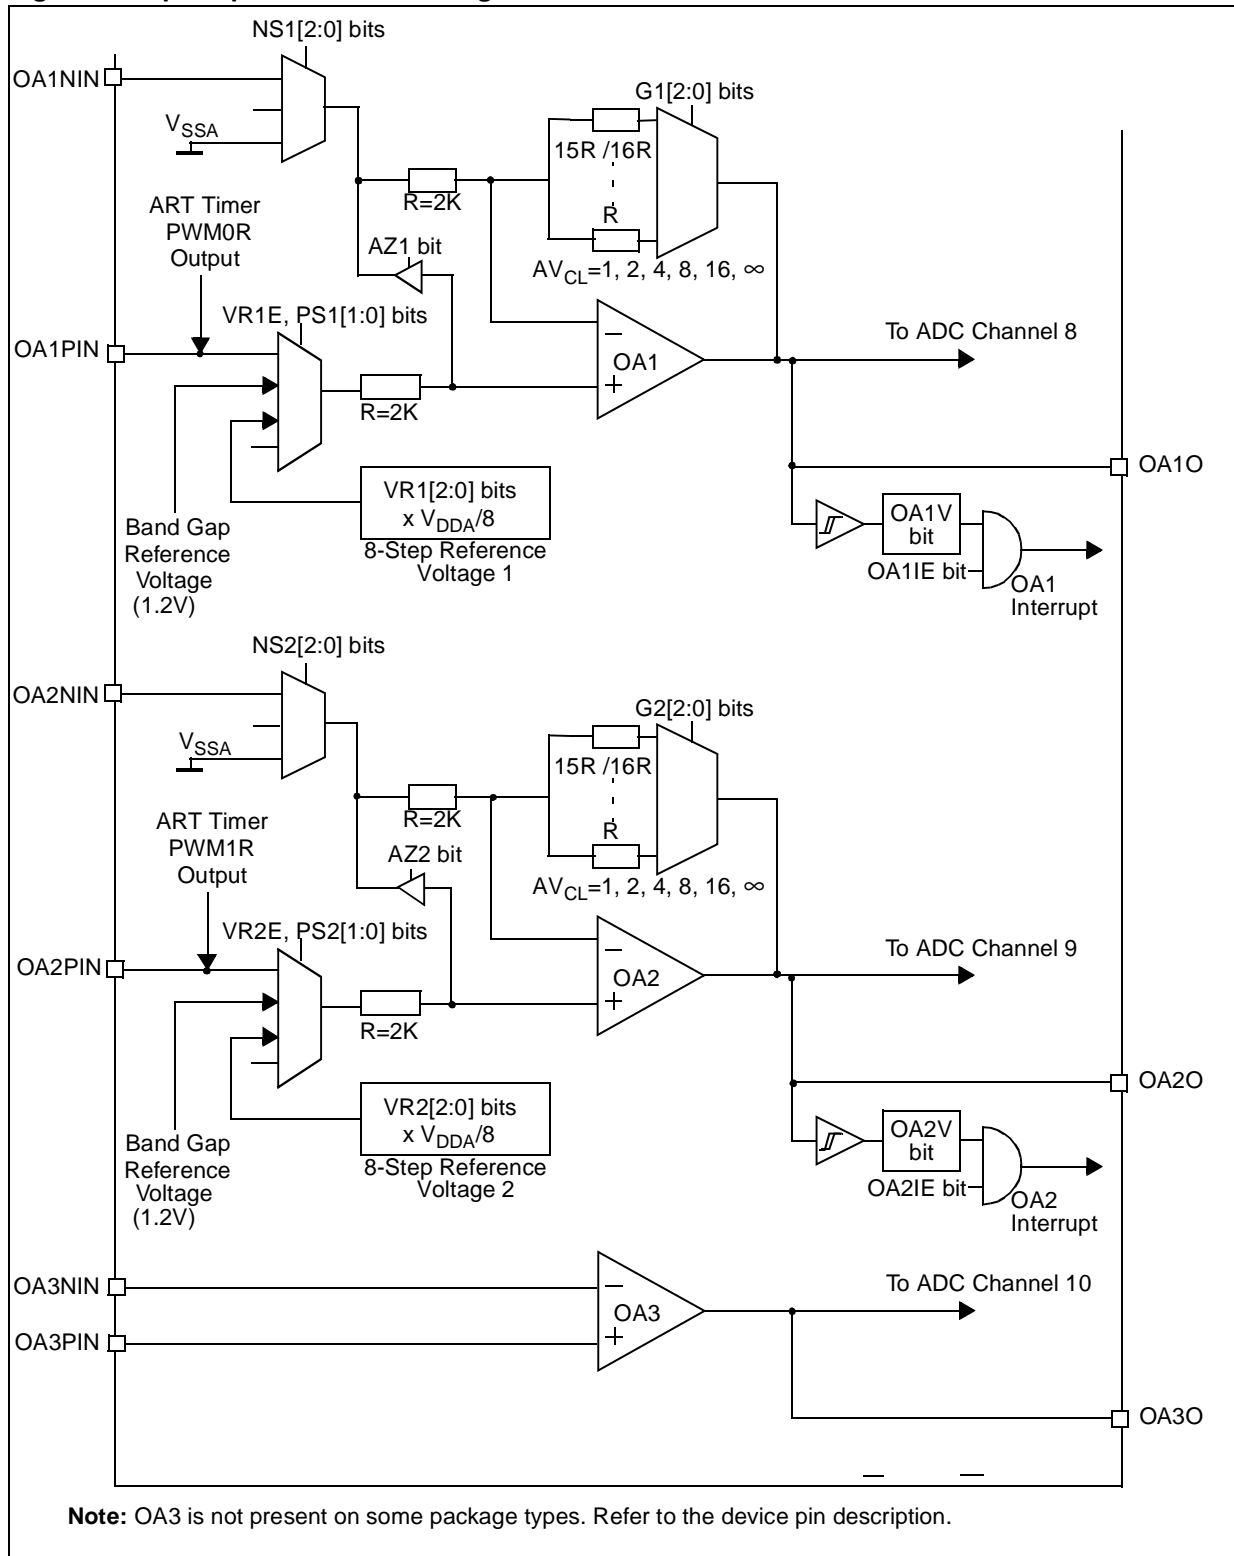 NS1[2:0] bits
OA1NIN
G1[2:0] bits
VSSA
15R /16R
R=2K
R
ART Timer
PWM0R
Output
AZ1 bit
AVCL=1, 2, 4, 8, 16, ∞
VR1E, PS1[1:0] bits
OA1PIN
−
OA1
+
To ADC Channel 8
R=2K
OA1O
VR1[2:0] bits
x VDDA/8
8-Step Reference
Voltage 1
Band Gap
Reference
Voltage
(1.2V)
OA1V
bit
OA1IE bit
OA1
Interrupt
NS2[2:0] bits
OA2NIN
G2[2:0] bits
VSSA
15R /16R
R=2K
R
ART Timer
PWM1R
Output
AZ2 bit
AVCL=1, 2, 4, 8, 16, ∞
VR2E, PS2[1:0] bits
OA2PIN
−
OA2
+
To ADC Channel 9
R=2K
OA2O
VR2[2:0] bits
x VDDA/8
8-Step Reference
Voltage 2
Band Gap
Reference
Voltage
(1.2V)
OA2V
bit
OA2IE bit
OA2
Interrupt
OA3NIN
−
OA3
+
To ADC Channel 10
OA3PIN
OA3O
Note: OA3 is not present on some package types. Refer to the device pin description.